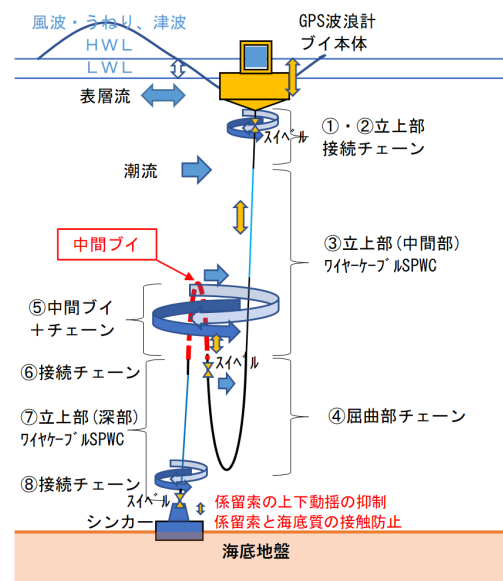 風波・うねり、津波
HWL
LWL
GPS波浪計
ブイ本体
表層流
スイベル
①・②立上部
接続チェーン
潮流
③立上部(中間部)
ワイヤーケーブルSPWC
中間ブイ
⑤中間ブイ
+チェーン
スイベル
⑥接続チェーン
⑦立上部(深部)
ワイヤケーブルSPWC
④屈曲部チェーン
⑧接続チェーン
スイベル
シンカー
係留索の上下動揺の抑制
係留索と海底質の接触防止
海底地盤